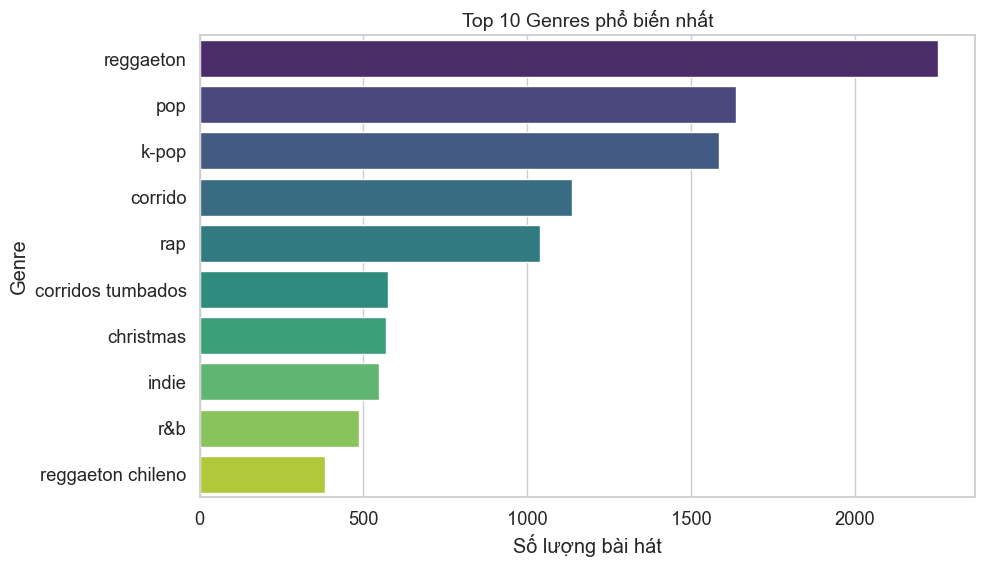 Top 10 Genres phổ biến nhất
Genre
reggaeton
pop
k-pop
corrido
rap
corridos tumbados
christmas
indie
r&b
reggaeton chileno
0 500 1000 1500 2000
Số lượng bài hát